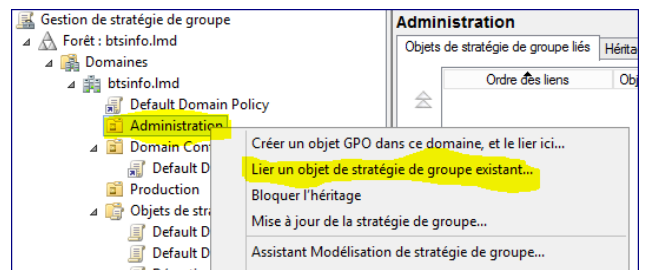 Gestion de stratégie de groupe
Forêt : btsinfo.lmd
Domaines
btsinfo.lmd
Default Domain Policy
Administration
Domain Con
Default D
Production
Objets de stra
Default D
Default D
Administration
Objets de stratégie de groupe liés Hérita
Ordre des liens Obj
Créer un objet GPO dans ce domaine, et le lier ici...
Lier un objet de stratégie de groupe existant...
Bloquer l'héritage
Mise à jour de la stratégie de groupe...
Assistant Modélisation de stratégie de groupe...